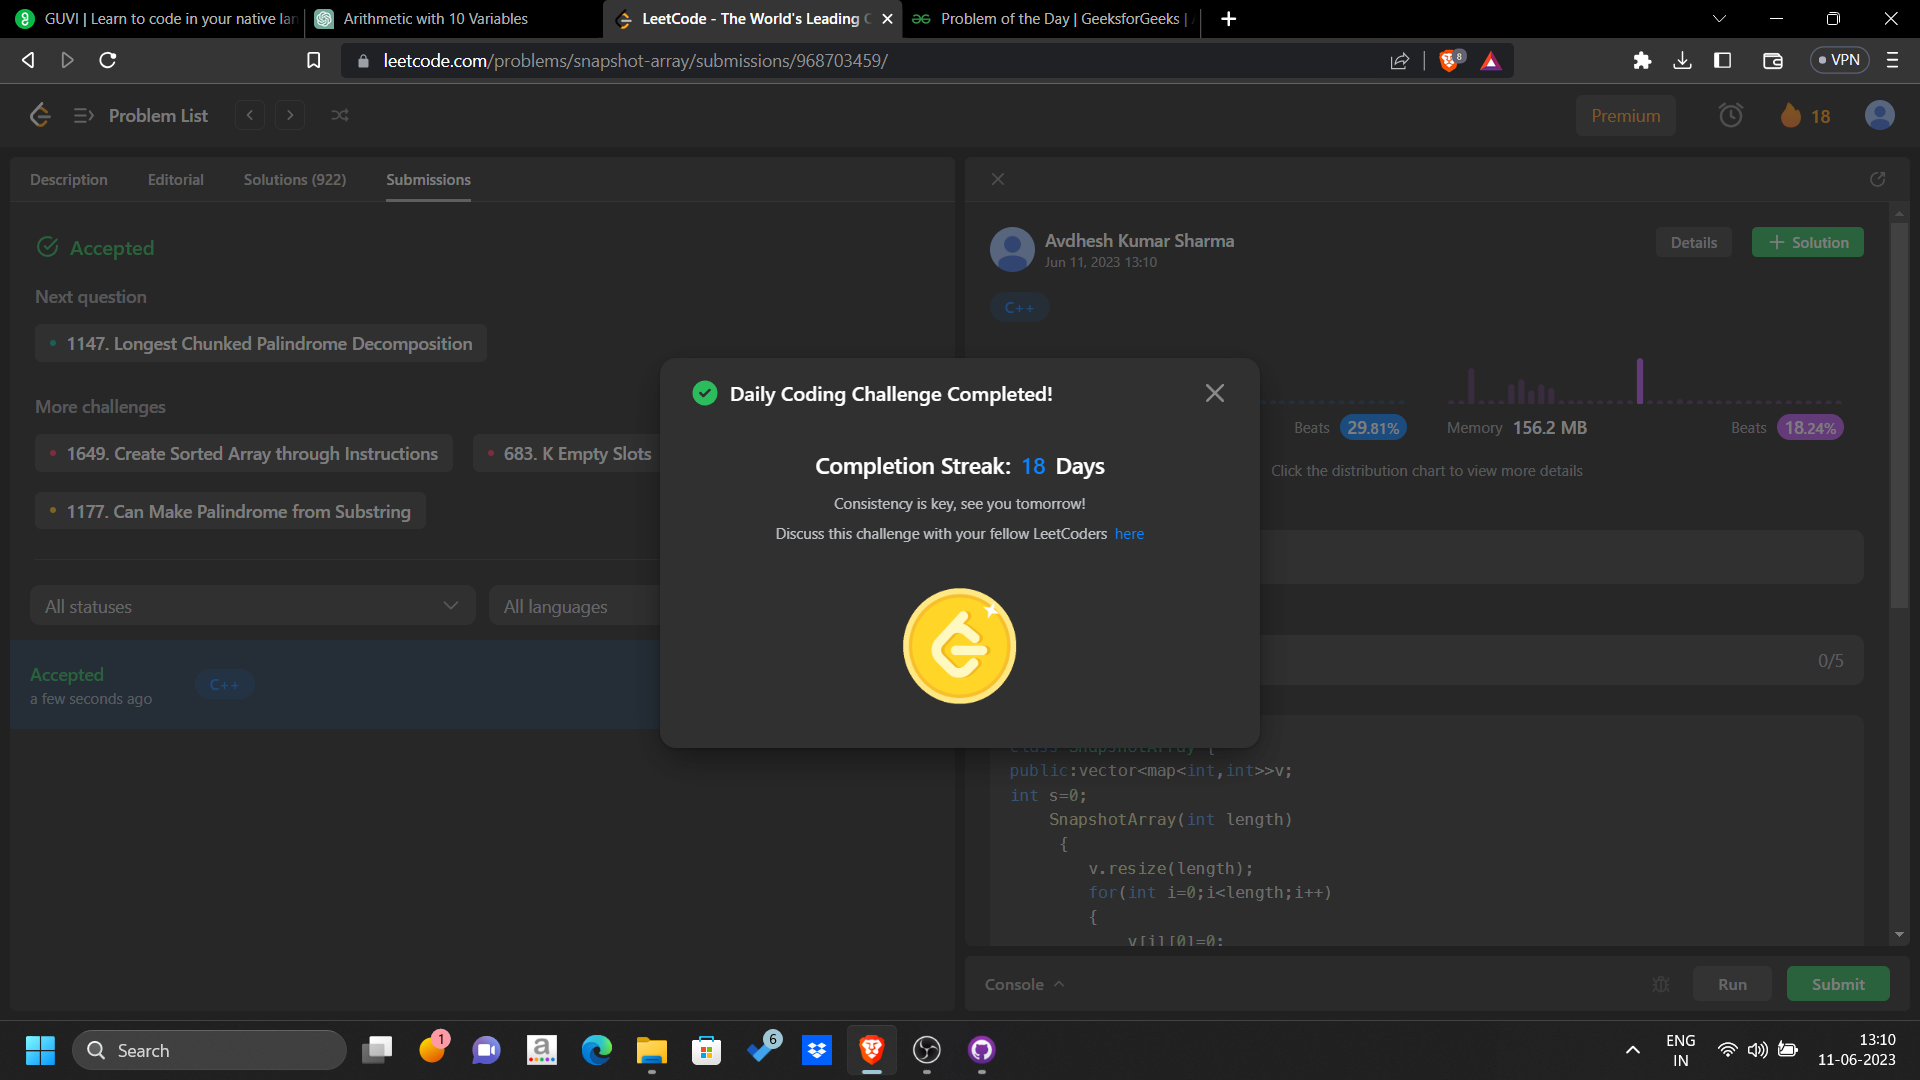 GUVI | Learn to code in your native lan
Arithmetic with 10 Variables
LeetCode - The World's Leading C
Problem of the Day | GeeksforGeeks |
leetcode.com/problems/snapshot-array/submissions/968703459/
8
VPN
Problem List
Premium
18
Description
Editorial
Solutions (922)
Submissions
Accepted
Next question
1147. Longest Chunked Palindrome Decomposition
More challenges
1649. Create Sorted Array through Instructions
683. K Empty Slots
1177. Can Make Palindrome from Substring
All statuses
All languages
Accepted
a few seconds ago
C++
Avdhesh Kumar Sharma
Jun 11, 2023 13:10
Details
Solution
C++
Beats 29.81%
Memory 156.2 MB
Beats 18.24%
Click the distribution chart to view more details
0/5
Daily Coding Challenge Completed!
Completion Streak: 18 Days
Consistency is key, see you tomorrow!
Discuss this challenge with your fellow LeetCoders here
class SnapshotArray {
public:vector<map<int,int>>v;
int s=0;
SnapshotArray(int length)
{
v.resize(length);
for(int i=0;i<length;i++)
{
v[i][0]=0;
Console
Run
Submit
Search
1
a
6
ENG
IN
13:10
11-06-2023